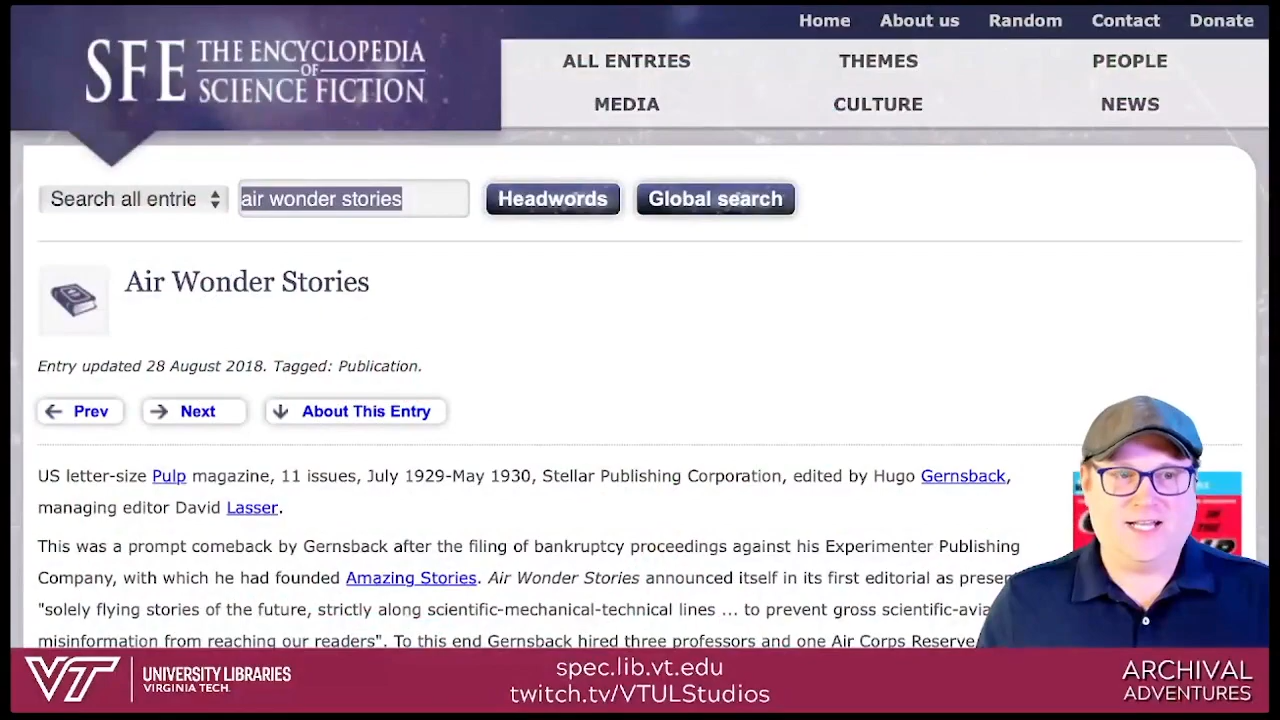 Home About us Random Contact Donate
SFE THE ENCYCLOPEDIA OF SCIENCE FICTION
ALL ENTRIES THEMES PEOPLE
MEDIA CULTURE NEWS
Search all entrie air wonder stories Headwords Global search
Air Wonder Stories
Entry updated 28 August 2018. Tagged: Publication.
Prev Next About This Entry
US letter-size Pulp magazine, 11 issues, July 1929-May 1930, Stellar Publishing Corporation, edited by Hugo Gernsback,
managing editor David Lasser.
This was a prompt comeback by Gernsback after the filing of bankruptcy proceedings against his Experimenter Publishing
Company, with which he had founded Amazing Stories. Air Wonder Stories announced itself in its first editorial as presen
"solely flying stories of the future, strictly along scientific-mechanical-technical lines ... to prevent gross scientific-avia
misinformation from reaching our readers". To this end Gernsback hired three professors and one Air Corps Reserve
VT UNIVERSITY LIBRARIES
VIRGINIA TECH.
spec.lib.vt.edu
twitch.tv/VTULStudios
ARCHIVAL
ADVENTURES